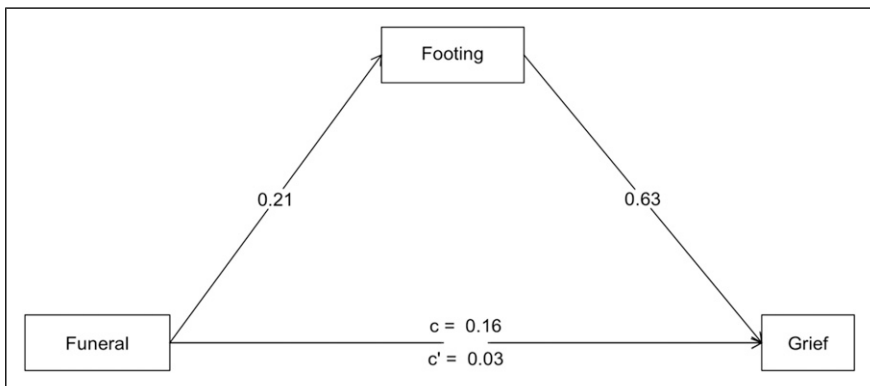 Footing
0.21
0.63
c = 0.16
Funeral
Grief
c' = 0.03